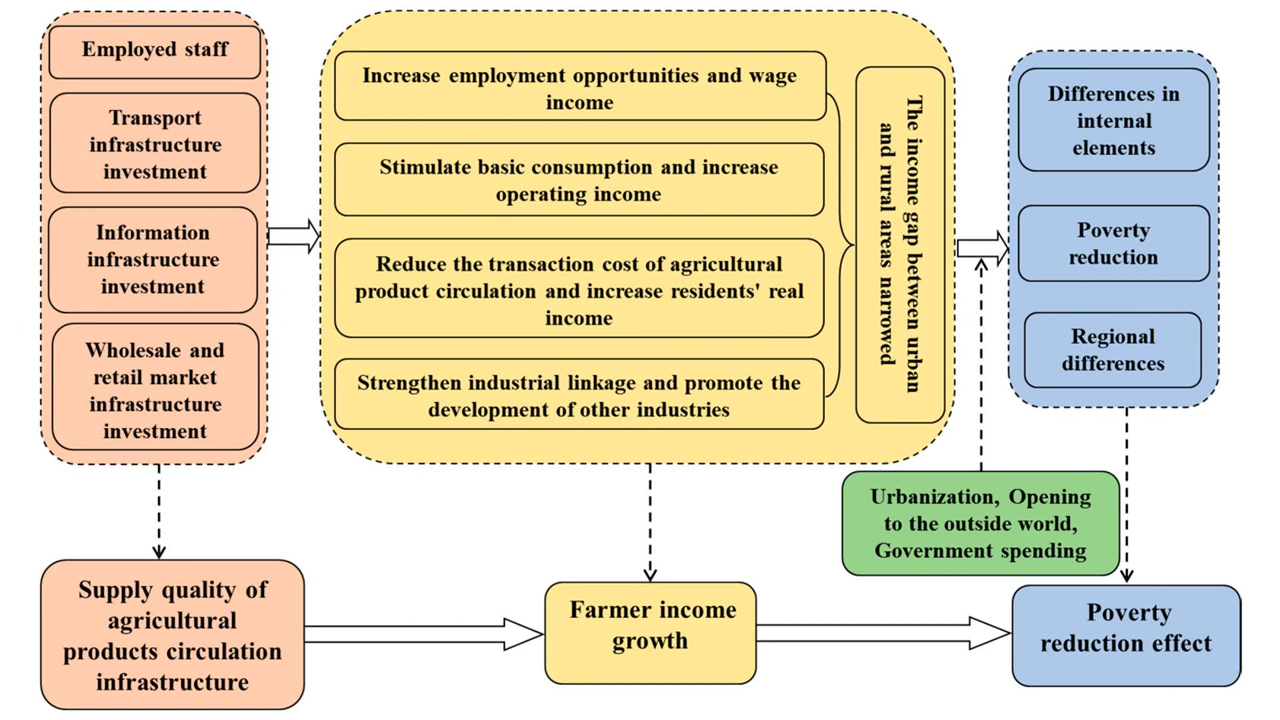 Employed staff
Transport
infrastructure
investment
Information
infrastructure
investment
Wholesale and
retail market
infrastructure
investment
Increase employment opportunities and wage
income
Stimulate basic consumption and increase
operating income
Reduce the transaction cost of agricultural
product circulation and increase residents' real
income
Strengthen industrial linkage and promote the
development of other industries
The income gap between urban
and rural areas narrowed
Differences in
internal
elements
Poverty
reduction
Regional
differences
Urbanization, Opening
to the outside world,
Government spending
Supply quality of
agricultural
products circulation
infrastructure
Farmer income
growth
Poverty
reduction effect